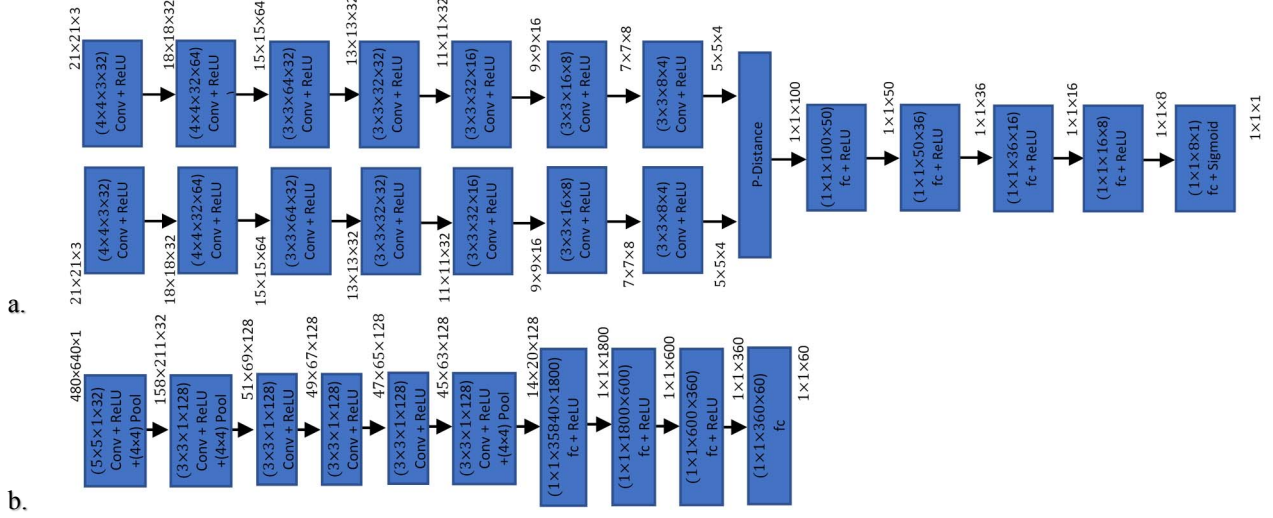 21×21×3
(4×4×3×32)
Conv + ReLU
18×18×32
(4×4×32×64)
Conv + ReLU
15×15×64
(3×3×64×32)
Conv + ReLU
13×13×32
(3×3×32×32)
Conv + ReLU
11×11×32
(3×3×32×16)
Conv + ReLU
9×9×16
(3×3×16×8)
Conv + ReLU
7×7×8
(3×3×8×4)
Conv + ReLU
5×5×4
21×21×3
(4×4×3×32)
Conv + ReLU
18×18×32
(4×4×32×64)
Conv + ReLU
15×15×64
(3×3×64×32)
Conv + ReLU
13×13×32
(3×3×32×32)
Conv + ReLU
11×11×32
(3×3×32×16)
Conv + ReLU
9×9×16
(3×3×16×8)
Conv + ReLU
7×7×8
(3×3×8×4)
Conv + ReLU
5×5×4
P-Distance
1×1×100
(1×1×100×50)
fc + ReLU
1×1×50
(1×1×50×36)
fc + ReLU
1×1×36
(1×1×36×16)
fc + ReLU
1×1×16
(1×1×16×8)
fc + ReLU
1×1×8
(1×1×8×1)
fc + Sigmoid
1×1×1
a.
480×640×1
(5×5×1×32)
Conv + ReLU
+(4×4) Pool
158×211×32
(3×3×1×128)
Conv + ReLU
+(4×4) Pool
51×69×128
(3×3×1×128)
Conv + ReLU
49×67×128
(3×3×1×128)
Conv + ReLU
47×65×128
(3×3×1×128)
Conv + ReLU
45×63×128
(3×3×1×128)
Conv + ReLU
+(4×4) Pool
14×20×128
(1×1×35840×1800)
fc + ReLU
1×1×1800
(1×1×1800×600)
fc + ReLU
1×1×600
(1×1×600×360)
fc + ReLU
1×1×360
(1×1×360×60)
fc
1×1×60
b.